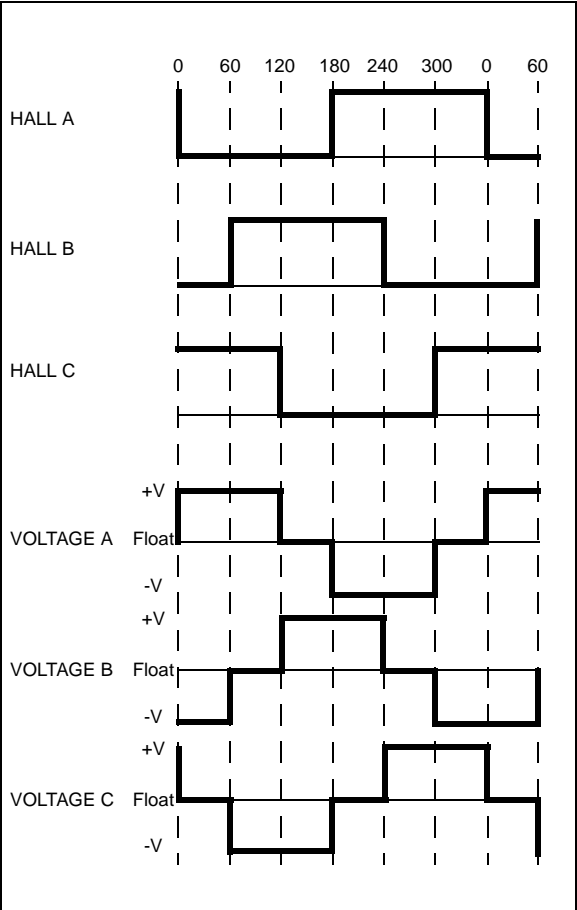 0 60 120 180 240 300 0 60
HALL A
HALL B
HALL C
+V
VOLTAGE A Float
-V
+V
VOLTAGE B Float
-V
+V
VOLTAGE C Float
-V